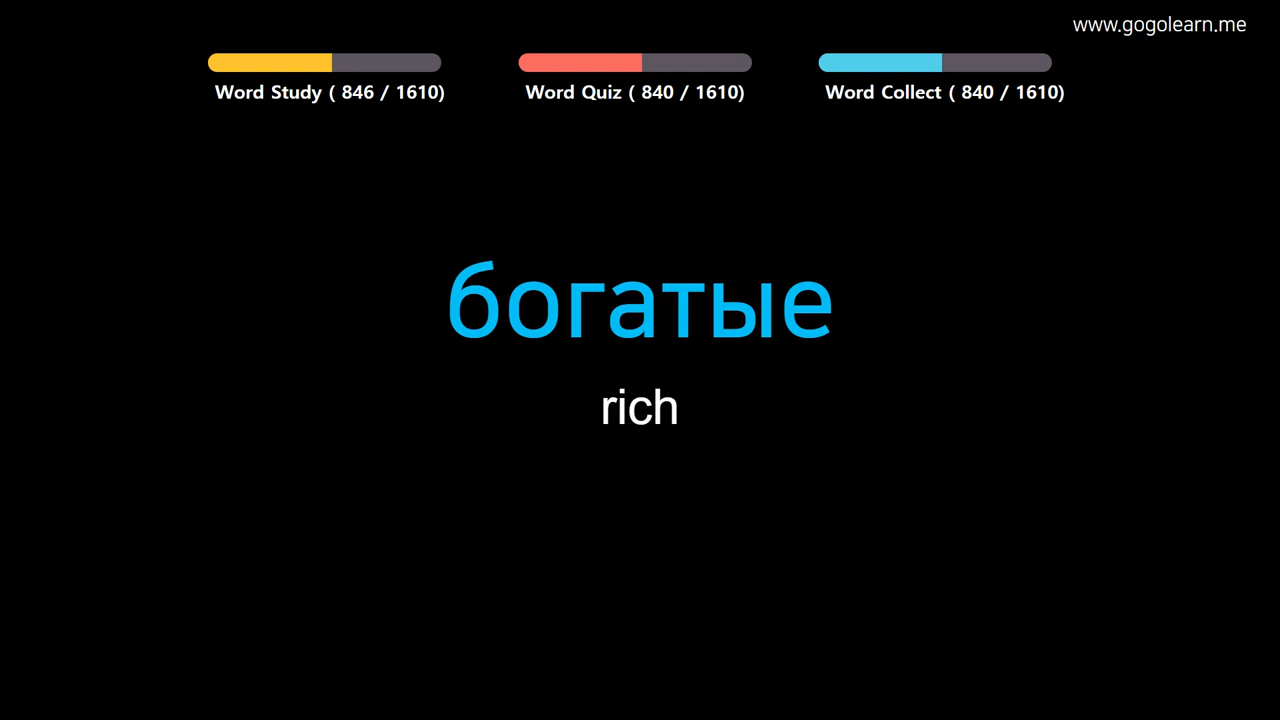 www.gogolearn.me
Word Study ( 846 / 1610)
Word Quiz ( 840 / 1610)
Word Collect ( 840 / 1610)
богатые
rich